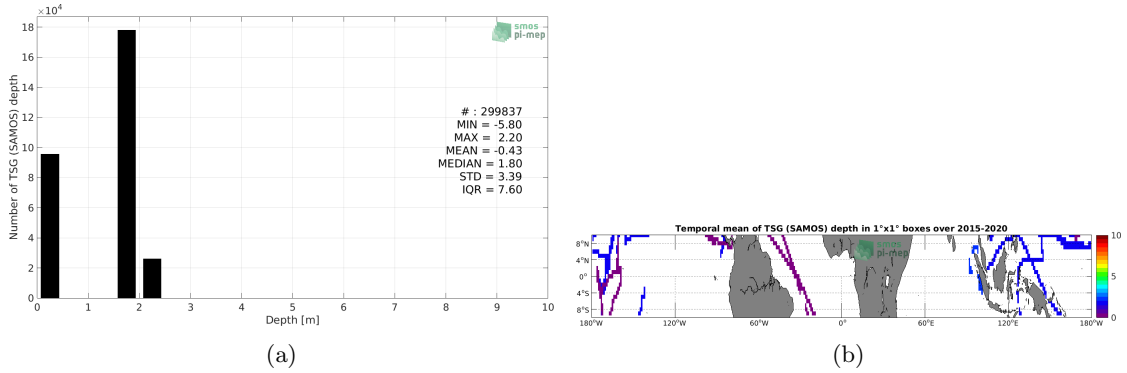 ×10⁴
18
16
14
12
10
8
6
4
2
0
Number of TSG (SAMOS) depth
0 1 2 3 4 5 6 7 8 9 10
Depth [m]
smos
pi-mep
# : 299837
MIN = -5.80
MAX = 2.20
MEAN = -0.43
MEDIAN = 1.80
STD = 3.39
IQR = 7.60
(a)
Temporal mean of TSG (SAMOS) depth in 1°x1° boxes over 2015-2020
8°N
4°N
0°
4°S
8°S
180°W 120°W 60°W 0° 60°E 120°E 180°W
smos
pi-mep
10
5
0
(b)